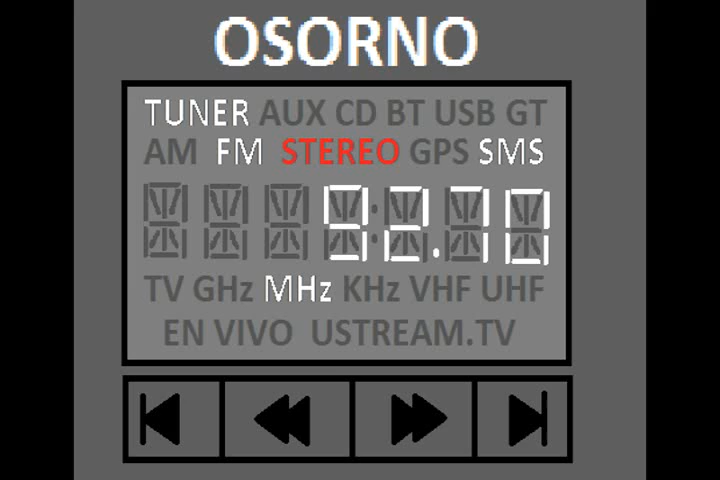 OSORNO
TUNER AUX CD BT USB GT
AM FM STEREO GPS SMS
92.70
TV GHz MHz KHz VHF UHF
EN VIVO USTREAM.TV